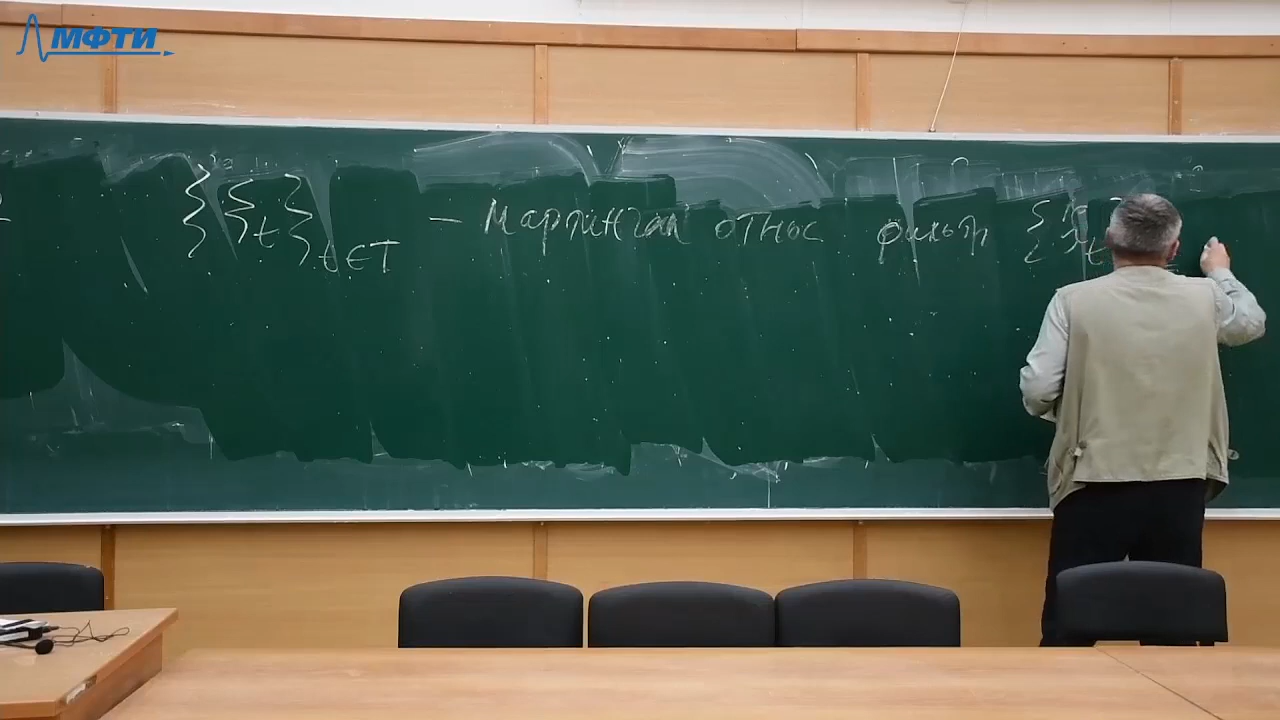 МФТИ
{ξ_t}_{t∈T} — Мартингал относ фильтр {